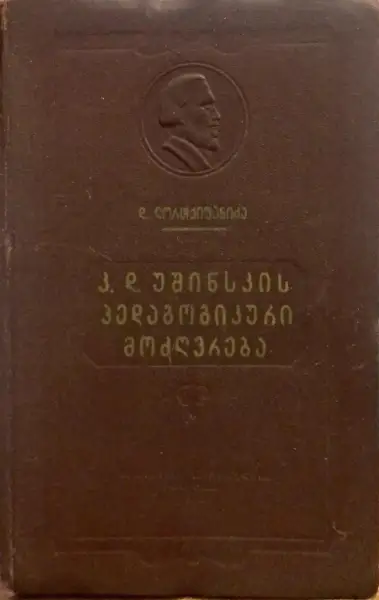 დ. ლორთქიფანიძე
კ. დ. უშინსკის
პედაგოგიკური
მოძღვრება